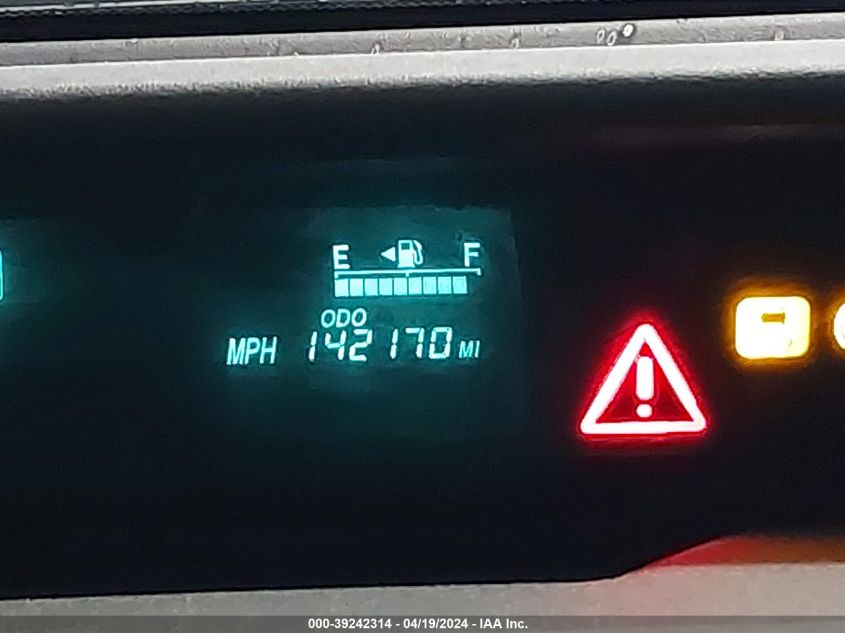 E F
ODO
MPH 142170 MI
000-39242314 - 04/19/2024 - IAA Inc.